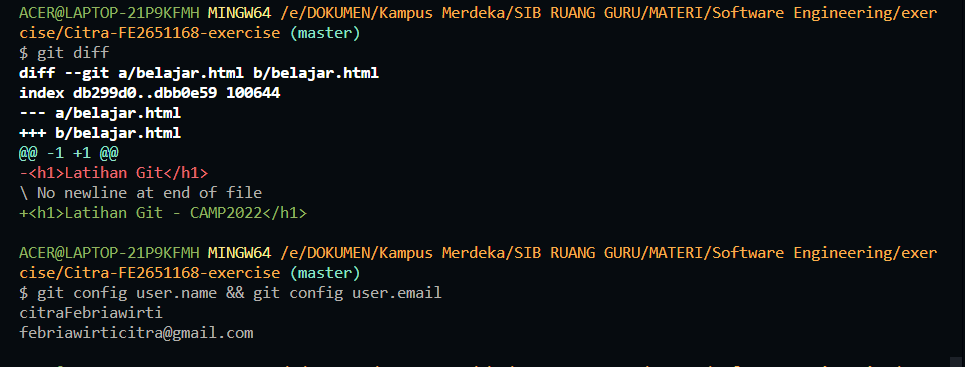 ACER@LAPTOP-21P9KFMH MINGW64 /e/DOKUMEN/Kampus Merdeka/SIB RUANG GURU/MATERI/Software Engineering/exer
cise/Citra-FE2651168-exercise (master)
$ git diff
diff --git a/belajar.html b/belajar.html
index db299d0..dbb0e59 100644
--- a/belajar.html
+++ b/belajar.html
@@ -1 +1 @@
-<h1>Latihan Git</h1>
\ No newline at end of file
+<h1>Latihan Git - CAMP2022</h1>
ACER@LAPTOP-21P9KFMH MINGW64 /e/DOKUMEN/Kampus Merdeka/SIB RUANG GURU/MATERI/Software Engineering/exer
cise/Citra-FE2651168-exercise (master)
$ git config user.name && git config user.email
citraFebriawirti
febriawirticitra@gmail.com